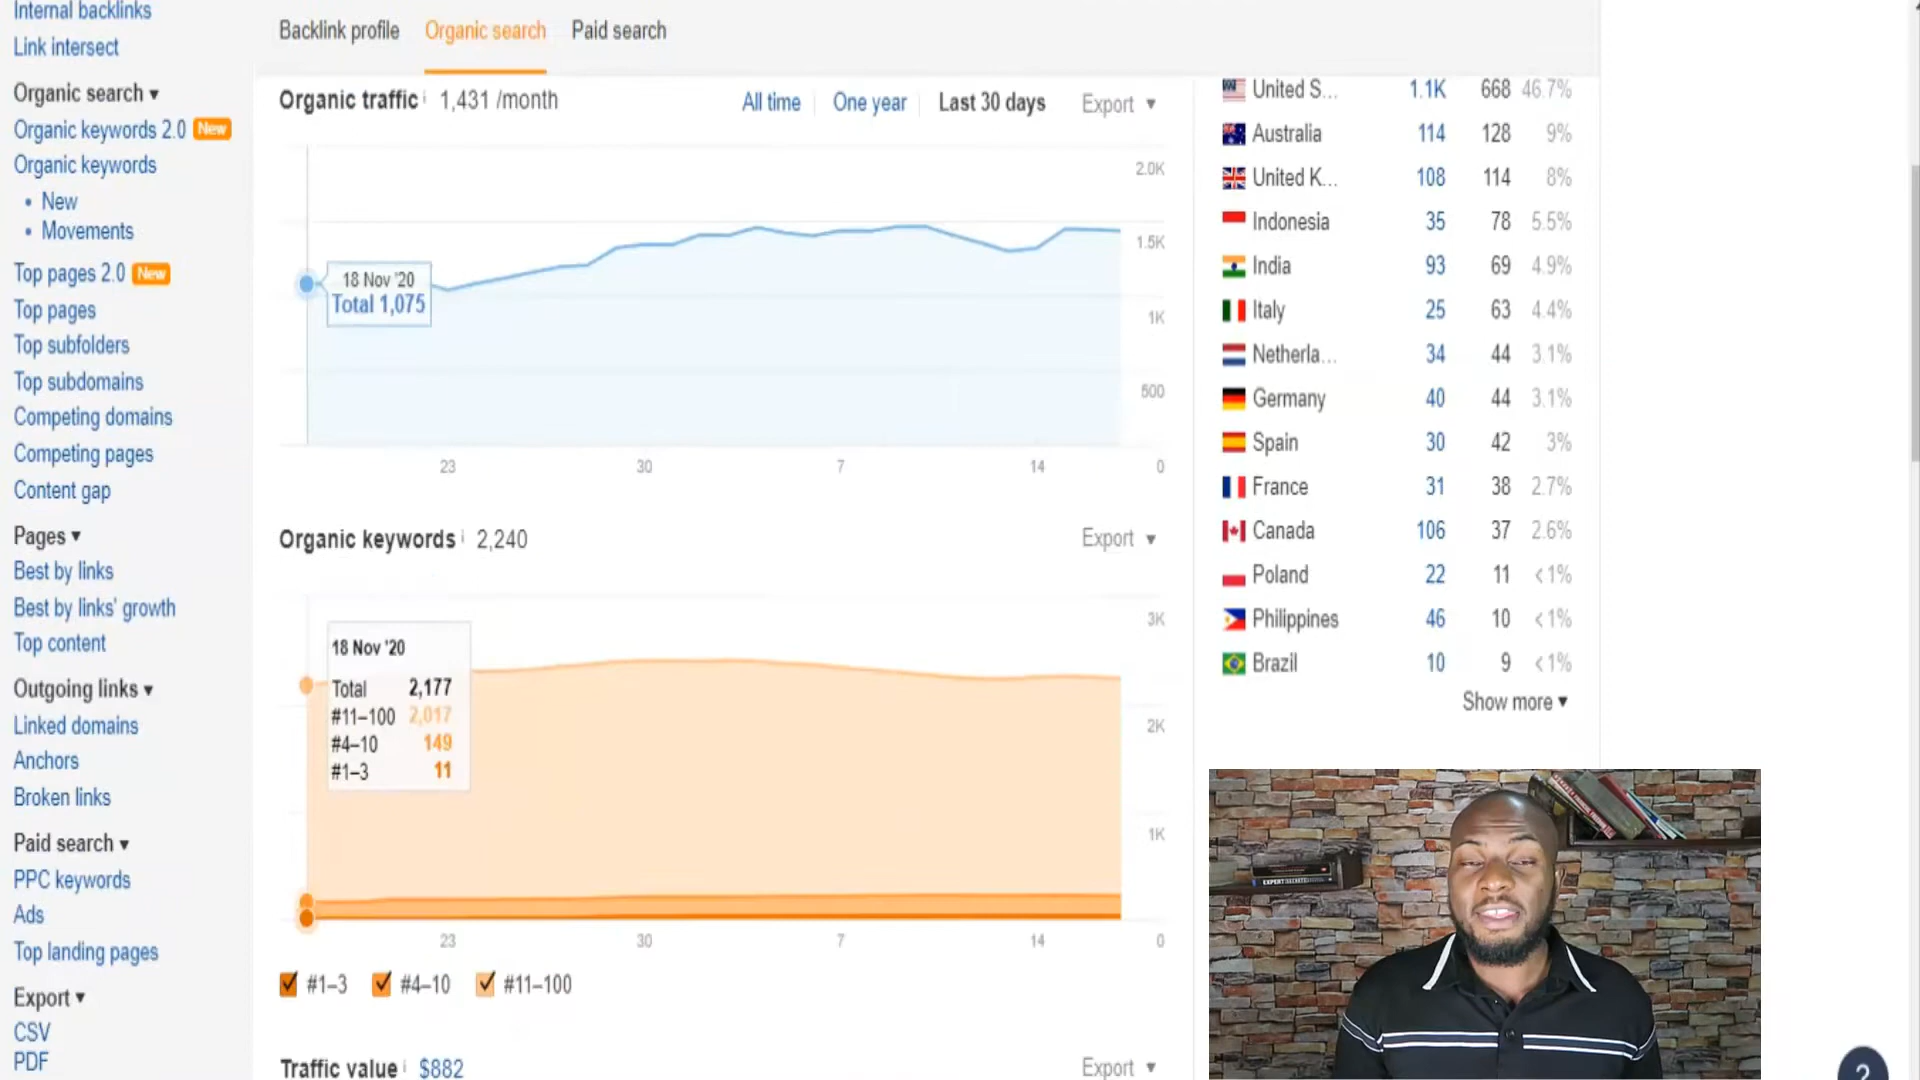 Internal backlinks
Link intersect
Organic search ▾
Organic keywords 2.0 New
Organic keywords
• New
• Movements
Top pages 2.0 New
Top pages
Top subfolders
Top subdomains
Competing domains
Competing pages
Content gap
Pages ▾
Best by links
Best by links' growth
Top content
Outgoing links ▾
Linked domains
Anchors
Broken links
Paid search ▾
PPC keywords
Ads
Top landing pages
Export ▾
CSV
PDF
Backlink profile Organic search Paid search
Organic traffic i 1,431 /month All time One year Last 30 days Export ▼
2.0K
1.5K
1K
500
0
18 Nov '20
Total 1,075
23 30 7 14
Organic keywords i 2,240 Export ▼
3K
2K
1K
0
18 Nov '20
Total 2,177
#11–100 2,017
#4–10 149
#1–3 11
23 30 7 14
#1–3 #4–10 #11–100
Traffic value i $882 Export ▼
United S... 1.1K 668 46.7%
Australia 114 128 9%
United K... 108 114 8%
Indonesia 35 78 5.5%
India 93 69 4.9%
Italy 25 63 4.4%
Netherla... 34 44 3.1%
Germany 40 44 3.1%
Spain 30 42 3%
France 31 38 2.7%
Canada 106 37 2.6%
Poland 22 11 <1%
Philippines 46 10 <1%
Brazil 10 9 <1%
Show more ▾
EXPERT SECRETS
?